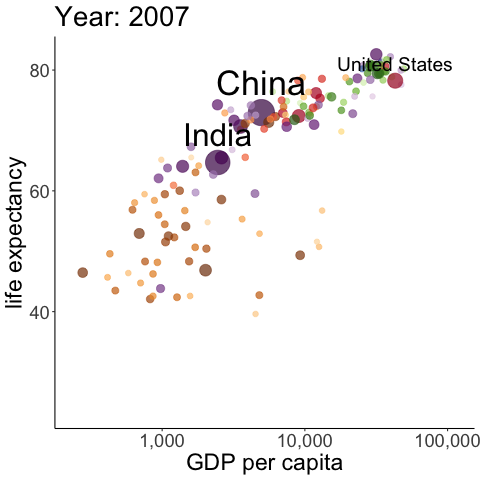 Year: 2007
80
60
40
life expectancy
United States
China
India
1,000
10,000
100,000
GDP per capita